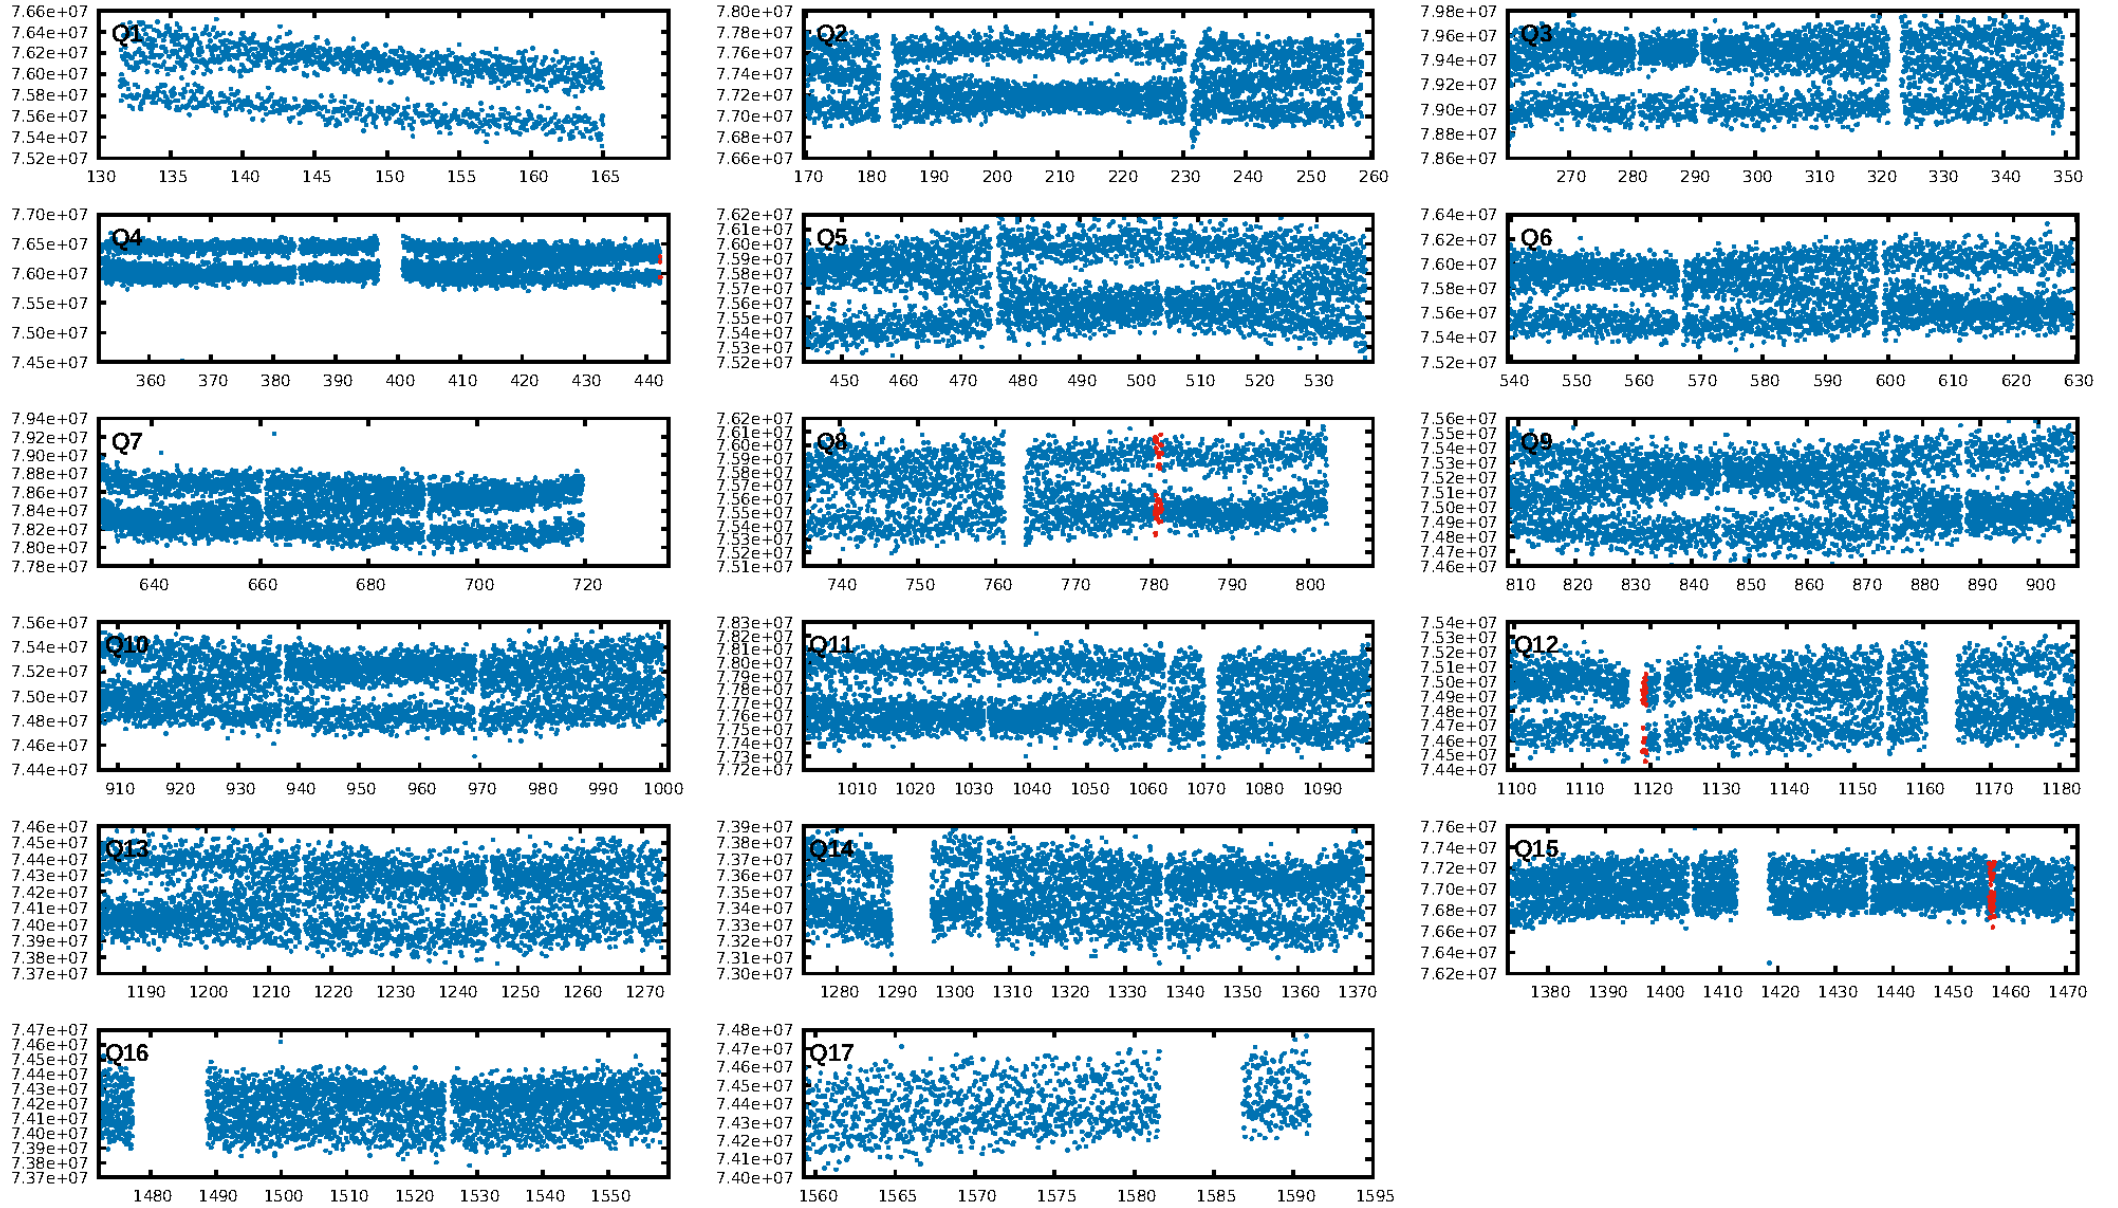 7.66e+07
7.64e+07
7.62e+07
7.60e+07
7.58e+07
7.56e+07
7.54e+07
7.52e+07
Q1
130 135 140 145 150 155 160 165
7.80e+07
7.78e+07
7.76e+07
7.74e+07
7.72e+07
7.70e+07
7.68e+07
7.66e+07
Q2
170 180 190 200 210 220 230 240 250 260
7.98e+07
7.96e+07
7.94e+07
7.92e+07
7.90e+07
7.88e+07
7.86e+07
Q3
270 280 290 300 310 320 330 340 350
7.70e+07
7.65e+07
7.60e+07
7.55e+07
7.50e+07
7.45e+07
Q4
360 370 380 390 400 410 420 430 440
7.62e+07
7.61e+07
7.60e+07
7.59e+07
7.58e+07
7.57e+07
7.56e+07
7.55e+07
7.54e+07
7.53e+07
7.52e+07
Q5
450 460 470 480 490 500 510 520 530
7.64e+07
7.62e+07
7.60e+07
7.58e+07
7.56e+07
7.54e+07
7.52e+07
Q6
540 550 560 570 580 590 600 610 620 630
7.94e+07
7.92e+07
7.90e+07
7.88e+07
7.86e+07
7.84e+07
7.82e+07
7.80e+07
7.78e+07
Q7
640 660 680 700 720
7.62e+07
7.61e+07
7.60e+07
7.59e+07
7.58e+07
7.57e+07
7.56e+07
7.55e+07
7.54e+07
7.53e+07
7.52e+07
7.51e+07
Q8
740 750 760 770 780 790 800
7.56e+07
7.55e+07
7.54e+07
7.53e+07
7.52e+07
7.51e+07
7.50e+07
7.49e+07
7.48e+07
7.47e+07
7.46e+07
Q9
810 820 830 840 850 860 870 880 890 900
7.56e+07
7.54e+07
7.52e+07
7.50e+07
7.48e+07
7.46e+07
7.44e+07
Q10
910 920 930 940 950 960 970 980 990 1000
7.83e+07
7.82e+07
7.81e+07
7.80e+07
7.79e+07
7.78e+07
7.77e+07
7.76e+07
7.75e+07
7.74e+07
7.73e+07
7.72e+07
Q11
1010 1020 1030 1040 1050 1060 1070 1080 1090
7.54e+07
7.53e+07
7.52e+07
7.51e+07
7.50e+07
7.49e+07
7.48e+07
7.47e+07
7.46e+07
7.45e+07
7.44e+07
Q12
1100 1110 1120 1130 1140 1150 1160 1170 1180
7.46e+07
7.45e+07
7.44e+07
7.43e+07
7.42e+07
7.41e+07
7.40e+07
7.39e+07
7.38e+07
7.37e+07
Q13
1190 1200 1210 1220 1230 1240 1250 1260 1270
7.39e+07
7.38e+07
7.37e+07
7.36e+07
7.35e+07
7.34e+07
7.33e+07
7.32e+07
7.31e+07
7.30e+07
Q14
1280 1290 1300 1310 1320 1330 1340 1350 1360 1370
7.76e+07
7.74e+07
7.72e+07
7.70e+07
7.68e+07
7.66e+07
7.64e+07
7.62e+07
Q15
1380 1390 1400 1410 1420 1430 1440 1450 1460 1470
7.47e+07
7.46e+07
7.45e+07
7.44e+07
7.43e+07
7.42e+07
7.41e+07
7.40e+07
7.39e+07
7.38e+07
7.37e+07
Q16
1480 1490 1500 1510 1520 1530 1540 1550
7.48e+07
7.47e+07
7.46e+07
7.45e+07
7.44e+07
7.43e+07
7.42e+07
7.41e+07
7.40e+07
Q17
1560 1565 1570 1575 1580 1585 1590 1595